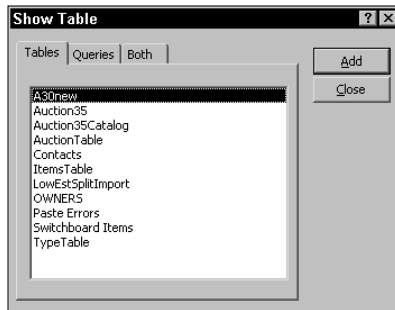 Show Table
? ×
Tables Queries Both
Add
Close
A30new
Auction35
Auction35Catalog
AuctionTable
Contacts
ItemsTable
LowEstSplitImport
OWNERS
Paste Errors
Switchboard Items
TypeTable